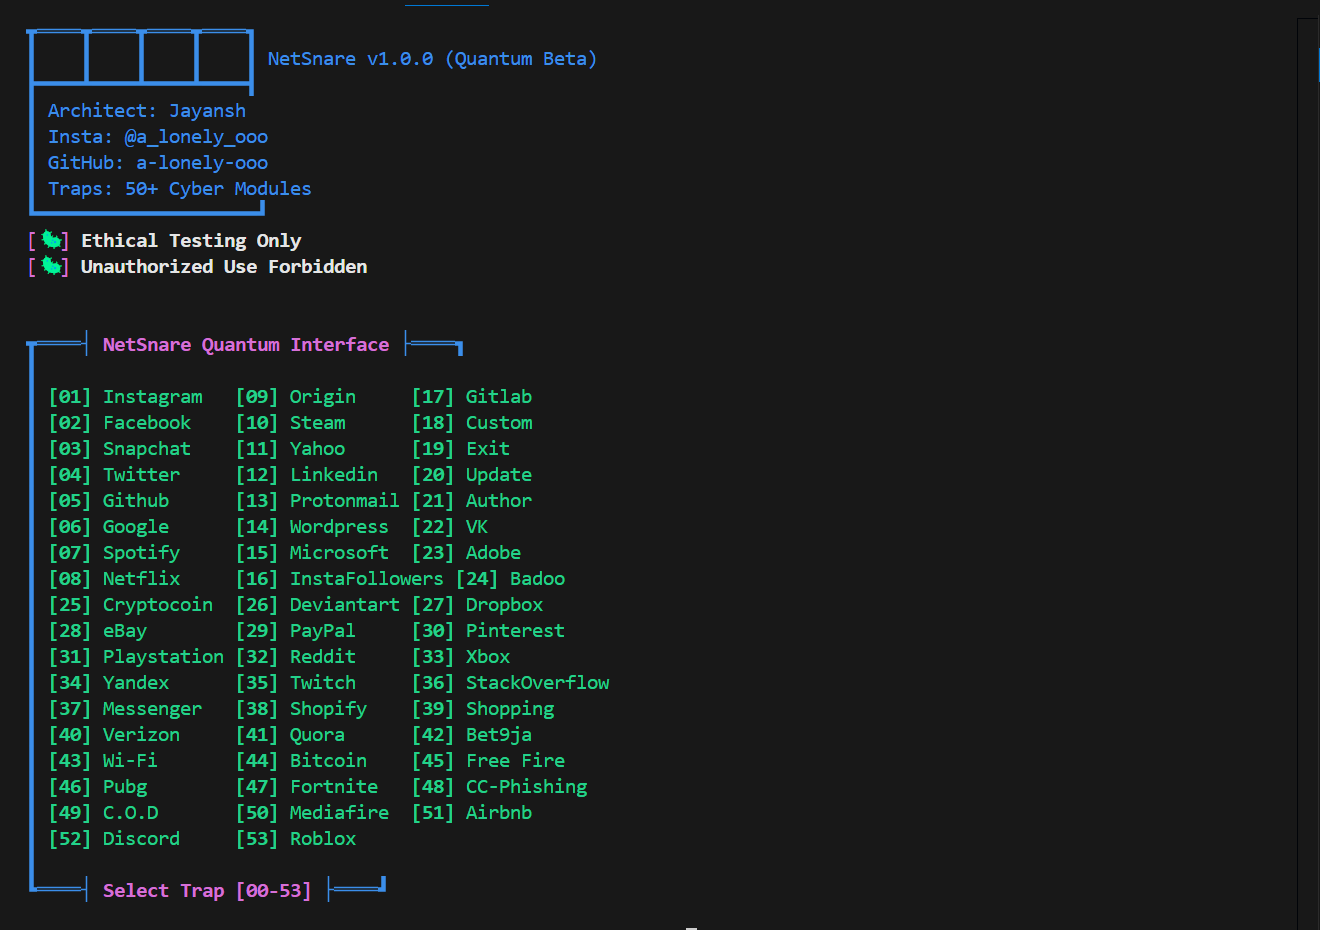 NetSnare v1.0.0 (Quantum Beta)
Architect: Jayansh
Insta: @a_lonely_ooo
GitHub: a-lonely-ooo
Traps: 50+ Cyber Modules
[🐛] Ethical Testing Only
[🐛] Unauthorized Use Forbidden
NetSnare Quantum Interface
[01] Instagram [09] Origin [17] Gitlab
[02] Facebook [10] Steam [18] Custom
[03] Snapchat [11] Yahoo [19] Exit
[04] Twitter [12] Linkedin [20] Update
[05] Github [13] Protonmail [21] Author
[06] Google [14] Wordpress [22] VK
[07] Spotify [15] Microsoft [23] Adobe
[08] Netflix [16] InstaFollowers [24] Badoo
[25] Cryptocoin [26] Deviantart [27] Dropbox
[28] eBay [29] PayPal [30] Pinterest
[31] Playstation [32] Reddit [33] Xbox
[34] Yandex [35] Twitch [36] StackOverflow
[37] Messenger [38] Shopify [39] Shopping
[40] Verizon [41] Quora [42] Bet9ja
[43] Wi-Fi [44] Bitcoin [45] Free Fire
[46] Pubg [47] Fortnite [48] CC-Phishing
[49] C.O.D [50] Mediafire [51] Airbnb
[52] Discord [53] Roblox
Select Trap [00-53]